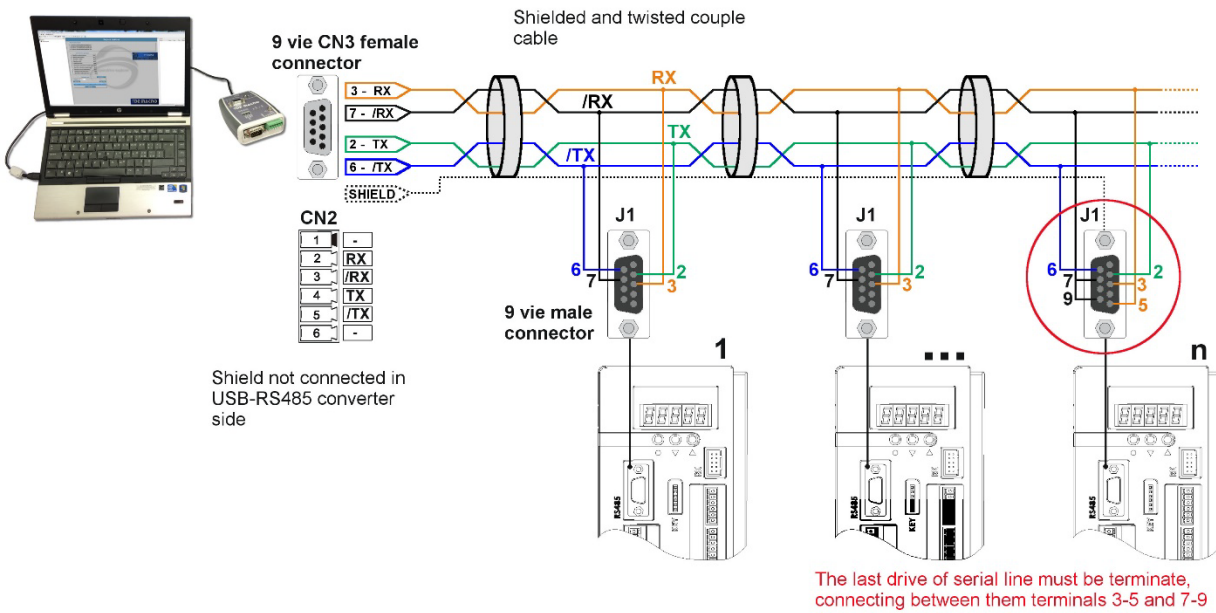 Shielded and twisted couple
cable
9 vie CN3 female
connector
3 - RX
7 - /RX
2 - TX
6 - /TX
SHIELD
RX
/RX
TX
/TX
CN2
1 -
2 RX
3 /RX
4 TX
5 /TX
6 -
J1
6
7
2
3
J1
6
7
2
3
J1
6
7
9
2
3
5
9 vie male
connector
1
...
n
Shield not connected in
USB-RS485 converter
side
RS485
KEY
RS485
KEY
RS485
KEY
The last drive of serial line must be terminate,
connecting between them terminals 3-5 and 7-9